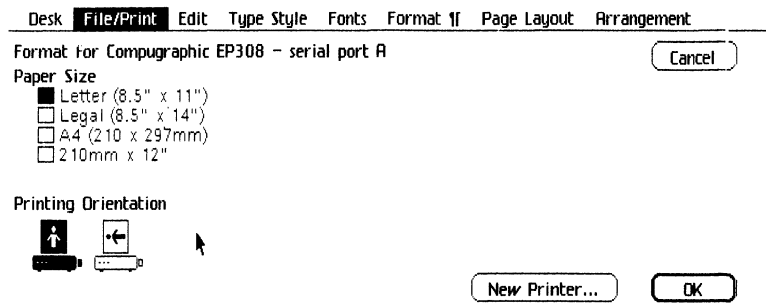 Desk File/Print Edit Type Style Fonts Format ¶ Page Layout Arrangement
Format for Compugraphic EP308 – serial port A
Cancel
Paper Size
Letter (8.5" x 11")
Legal (8.5" x 14")
A4 (210 x 297mm)
210mm x 12"
Printing Orientation
New Printer... OK